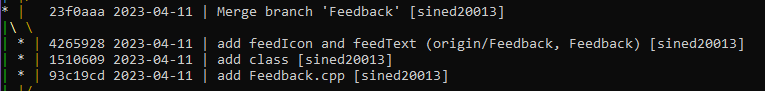 * | 23f0aaa 2023-04-11 | Merge branch 'Feedback' [sined20013]
|\ \
| * | 4265928 2023-04-11 | add feedIcon and feedText (origin/Feedback, Feedback) [sined20013]
| * | 1510609 2023-04-11 | add class [sined20013]
| * | 93c19cd 2023-04-11 | add Feedback.cpp [sined20013]